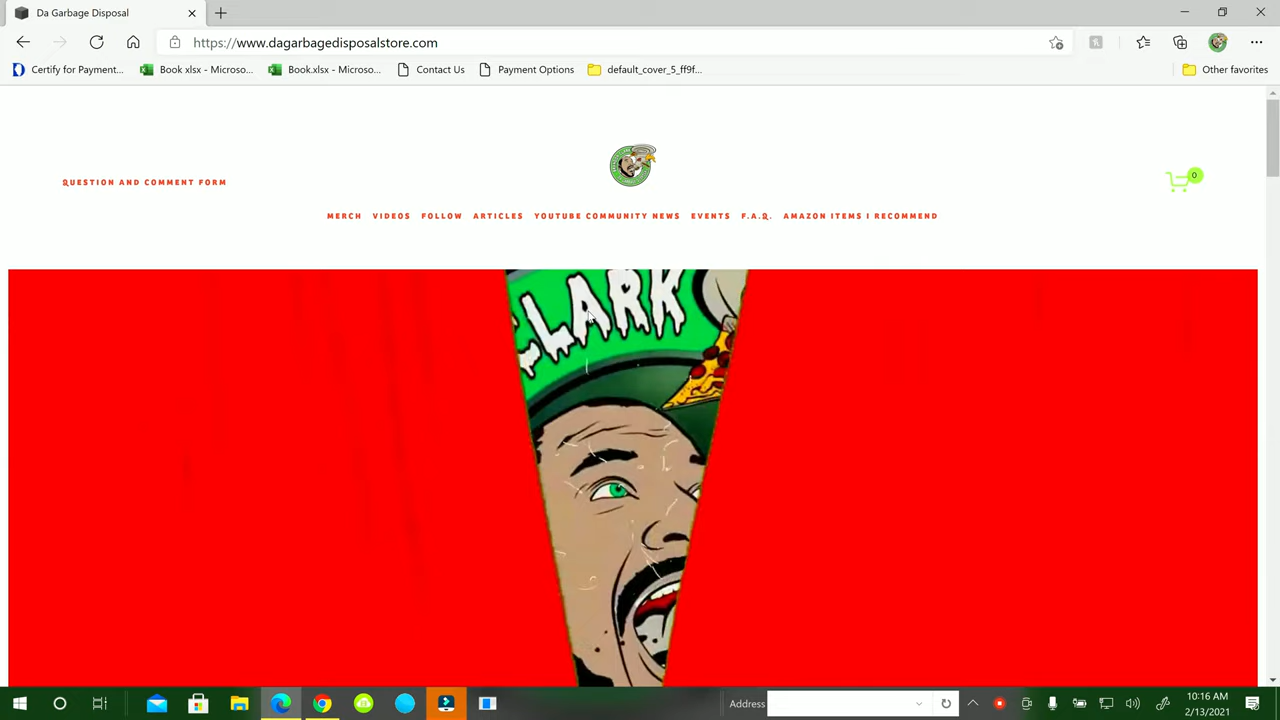 Da Garbage Disposal
https://www.dagarbagedisposalstore.com
Certify for Payment...
Book xlsx - Microso...
Book.xlsx - Microso...
Contact Us
Payment Options
default_cover_5_ff9f...
Other favorites
QUESTION AND COMMENT FORM
0
MERCH VIDEOS FOLLOW ARTICLES YOUTUBE COMMUNITY NEWS EVENTS F.A.Q. AMAZON ITEMS I RECOMMEND
CLARK
Address
10:16 AM
2/13/2021